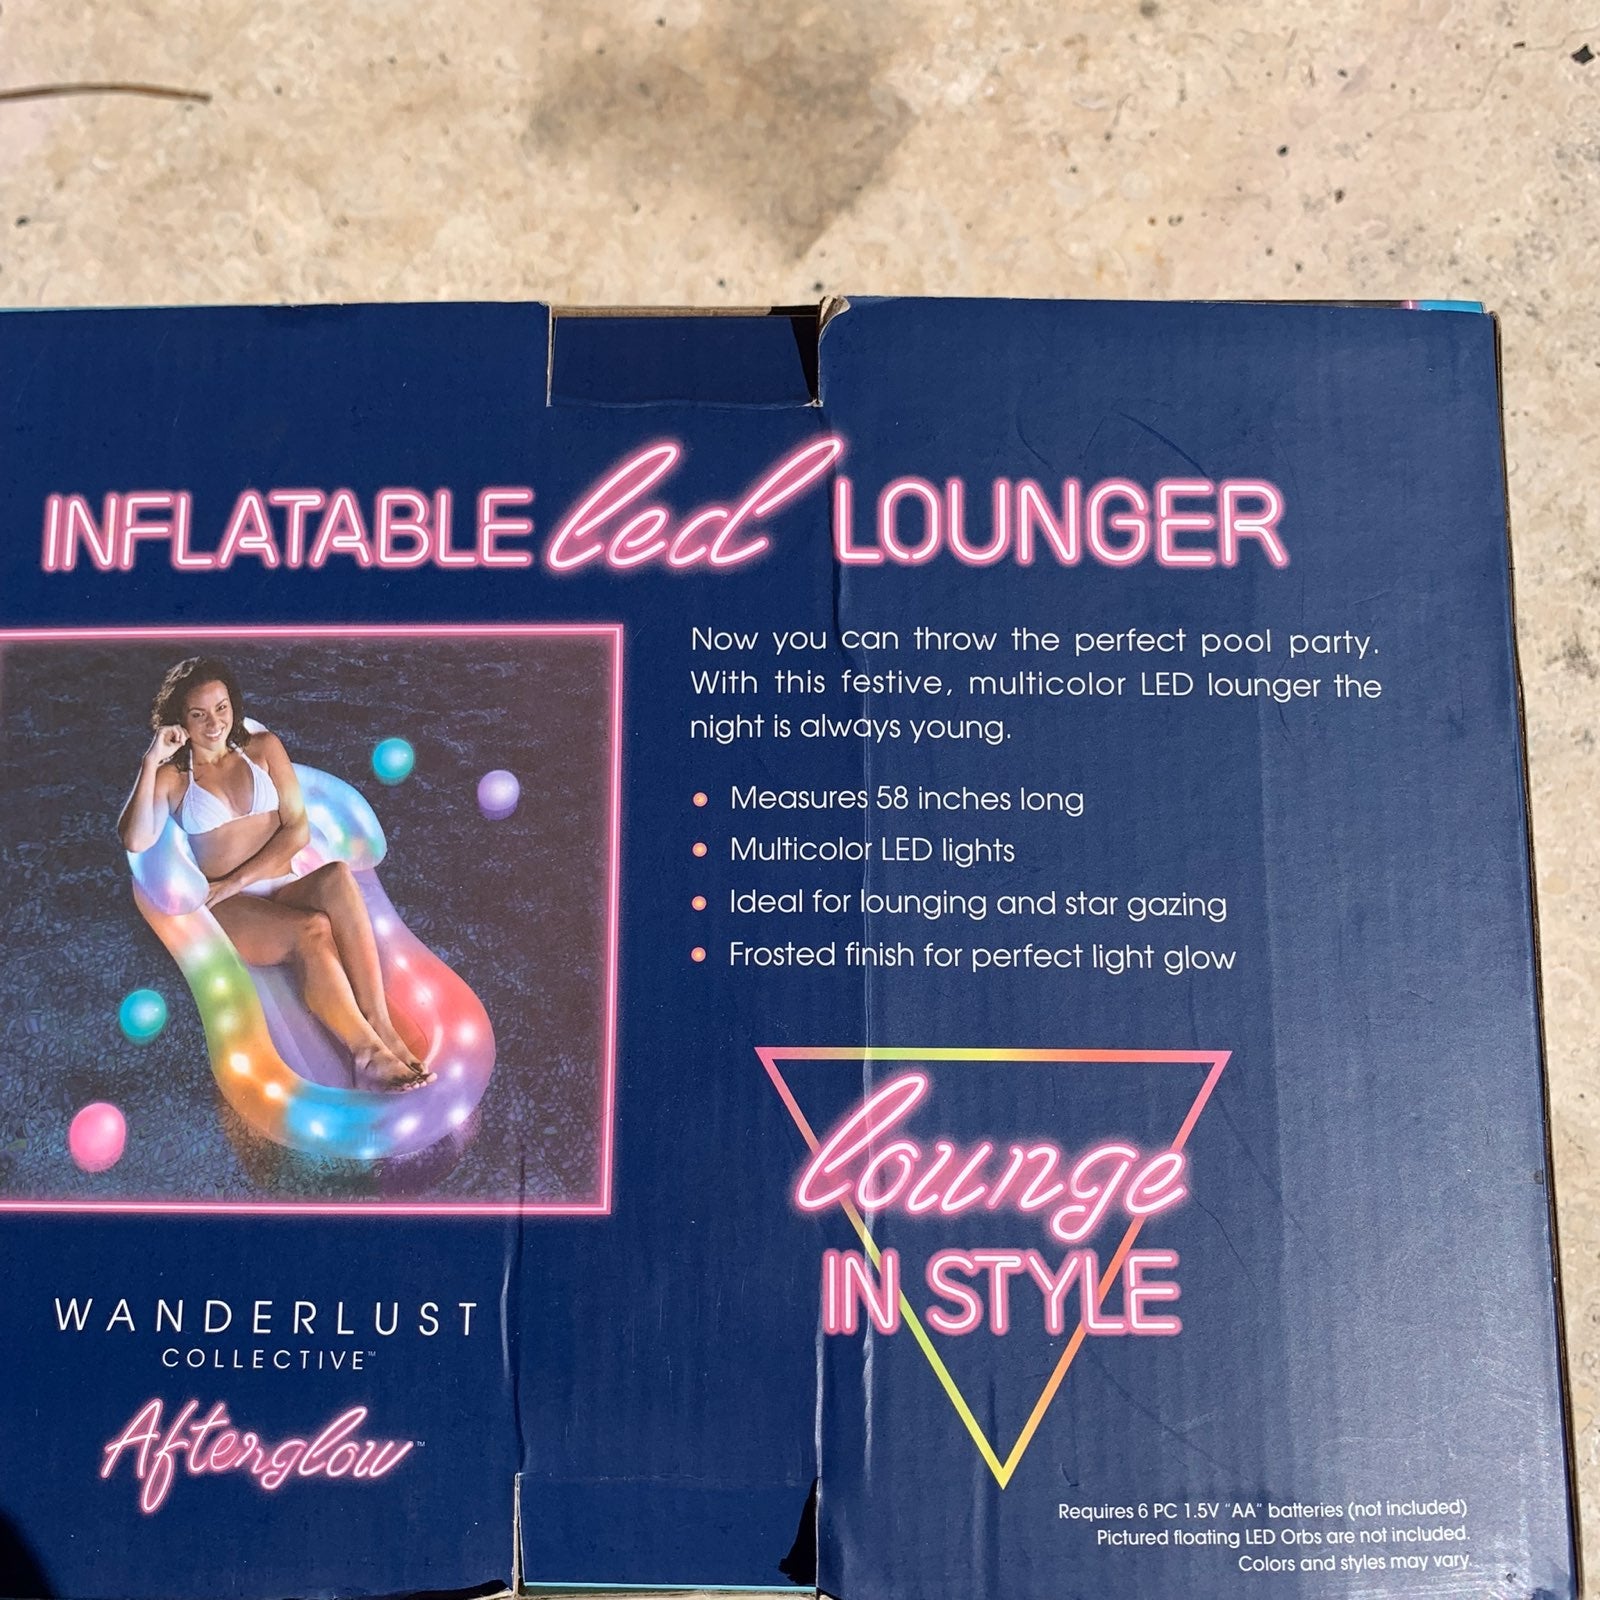 INFLATABLE led LOUNGER
Now you can throw the perfect pool party.
With this festive, multicolor LED lounger the
night is always young.
• Measures 58 inches long
• Multicolor LED lights
• Ideal for lounging and star gazing
• Frosted finish for perfect light glow
lounge
IN STYLE
WANDERLUST
COLLECTIVE™
Afterglow™
Requires 6 PC 1.5V "AA" batteries (not included)
Pictured floating LED Orbs are not included.
Colors and styles may vary.